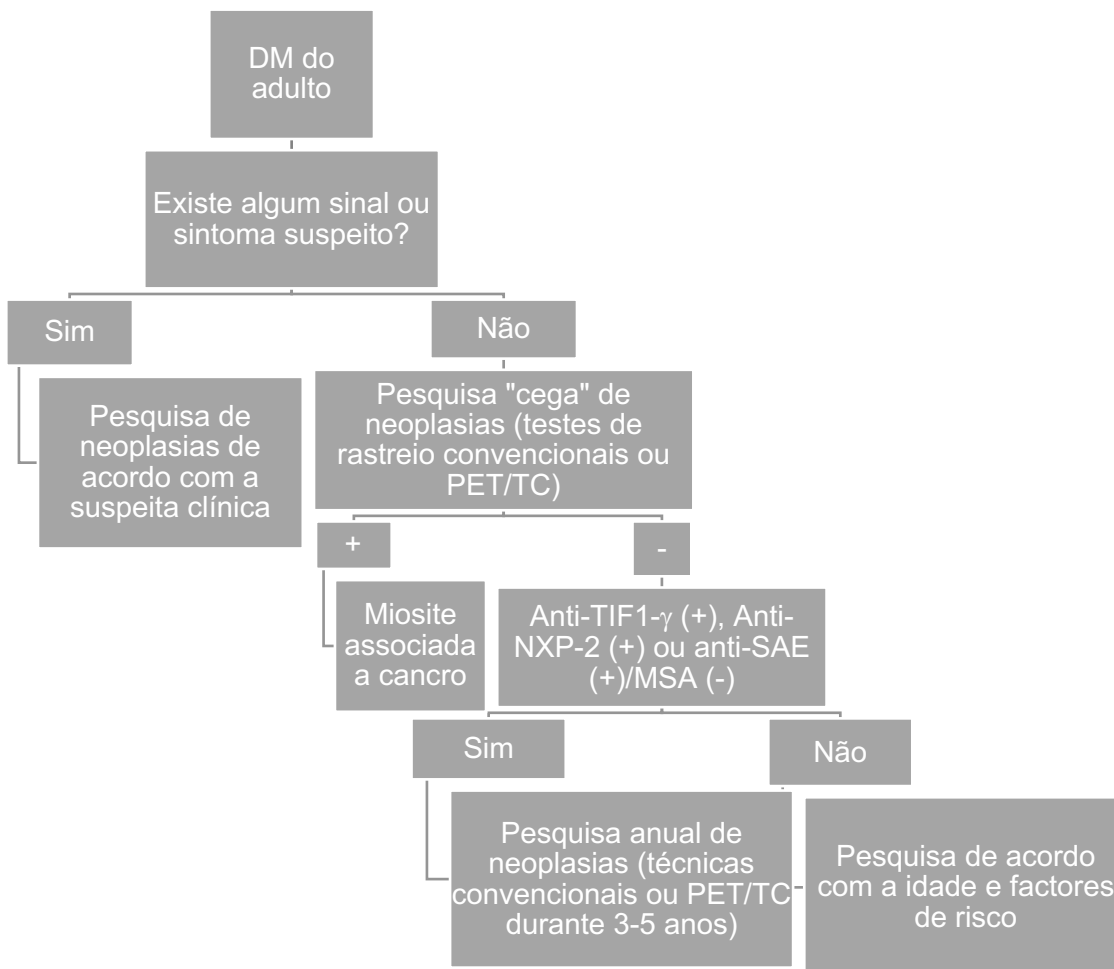 DM do
adulto
Existe algum sinal ou
sintoma suspeito?
Sim
Não
Pesquisa de
neoplasias de
acordo com a
suspeita clínica
Pesquisa "cega" de
neoplasias (testes de
rastreio convencionais ou
PET/TC)
+
-
Miosite
associada
a cancro
Anti-TIF1-γ (+), Anti-
NXP-2 (+) ou anti-SAE
(+)/MSA (-)
Sim
Não
Pesquisa anual de
neoplasias (técnicas
convencionais ou PET/TC
durante 3-5 anos)
Pesquisa de acordo
com a idade e factores
de risco